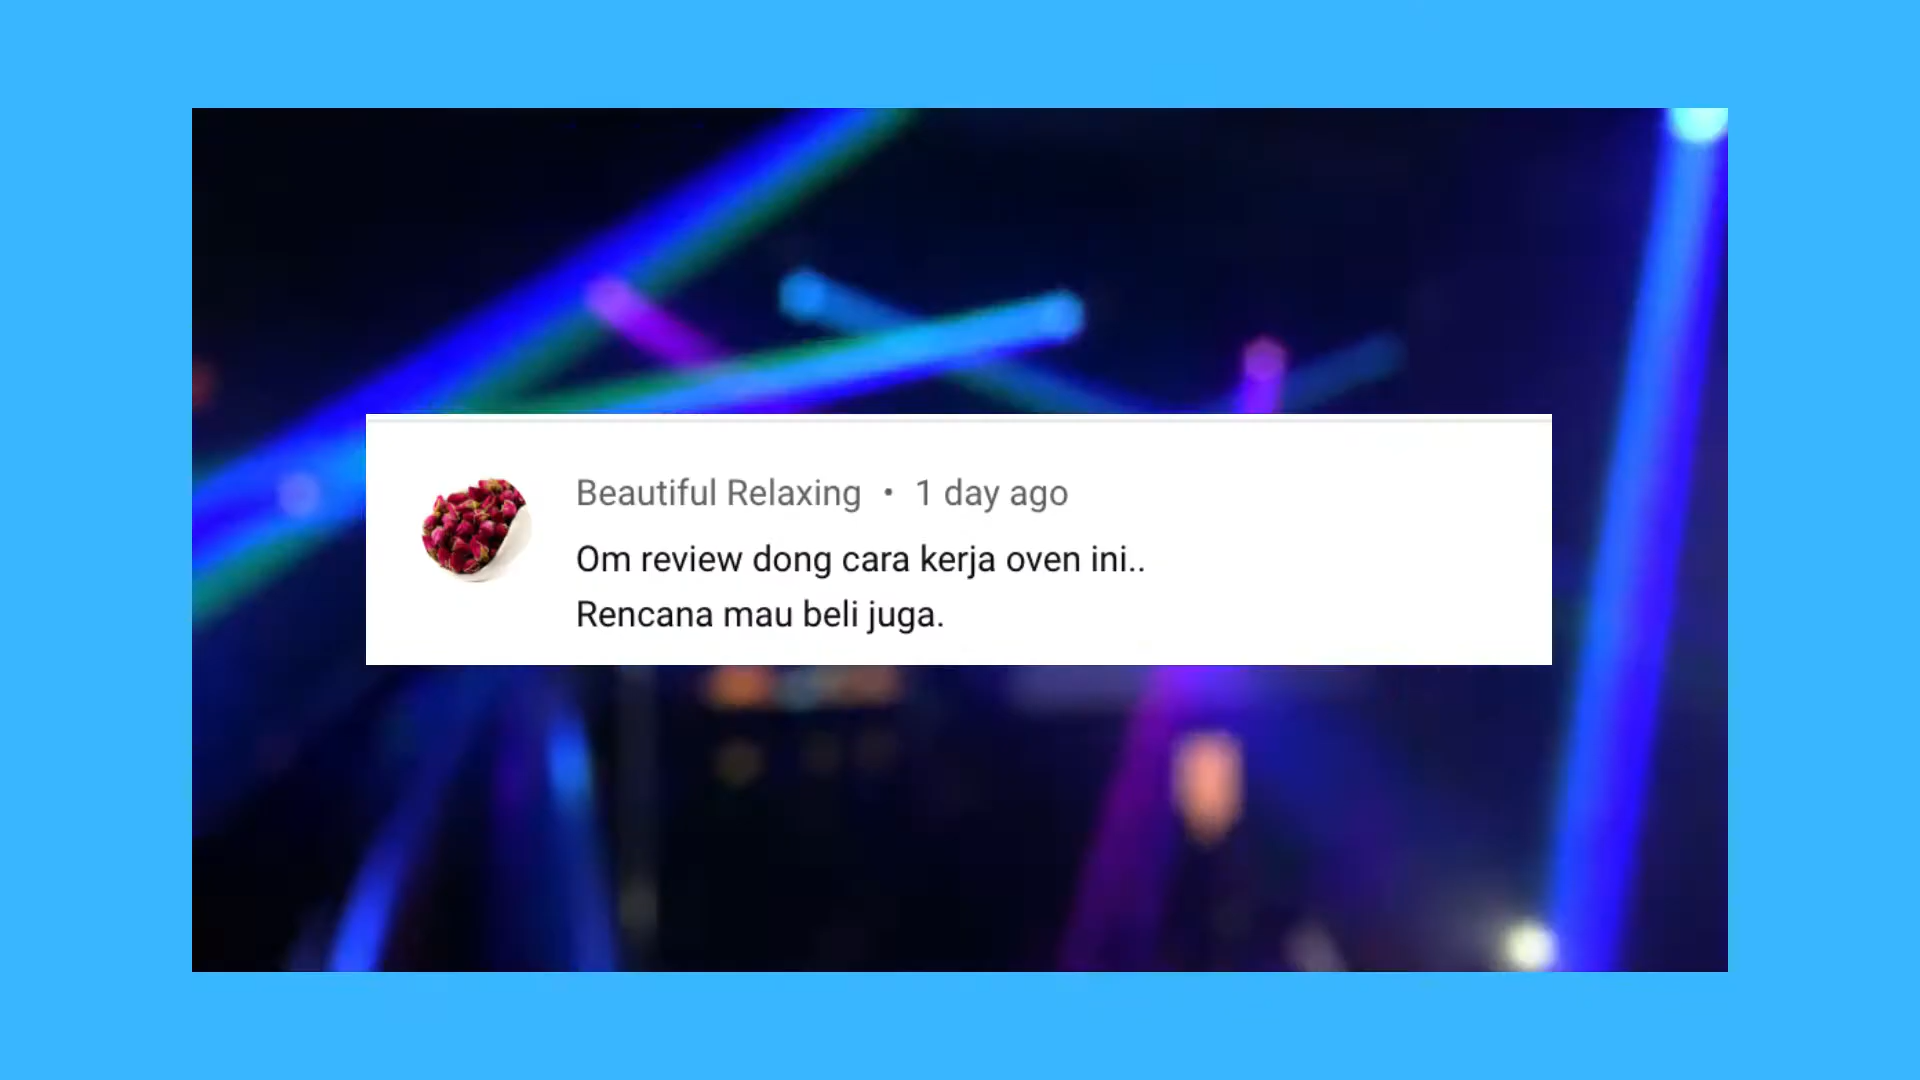 Beautiful Relaxing • 1 day ago
Om review dong cara kerja oven ini..
Rencana mau beli juga.